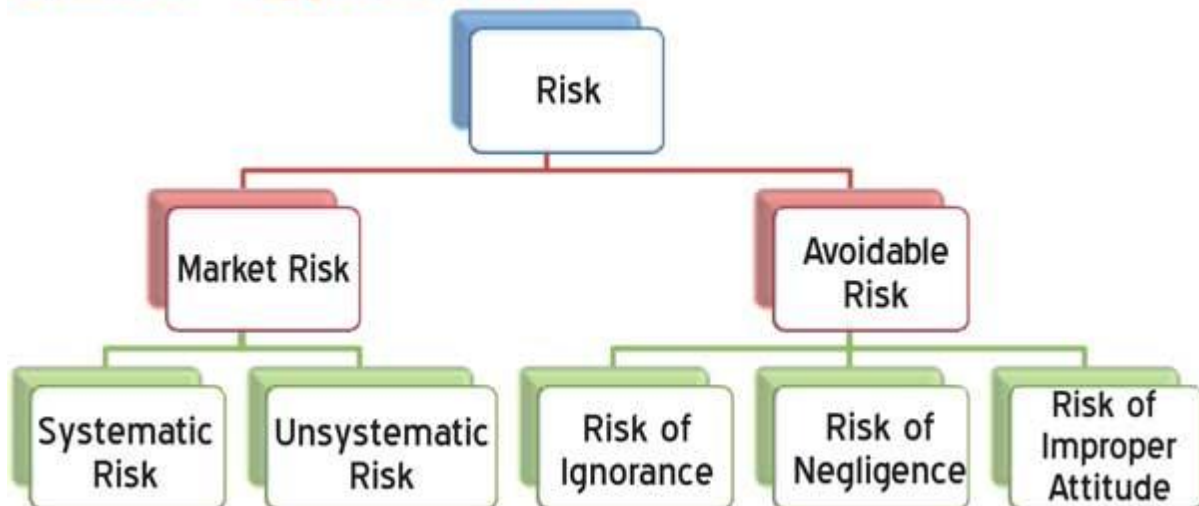 Risk
Market Risk
Avoidable
Risk
Systematic
Risk
Unsystematic
Risk
Risk of
Ignorance
Risk of
Negligence
Risk of
Improper
Attitude